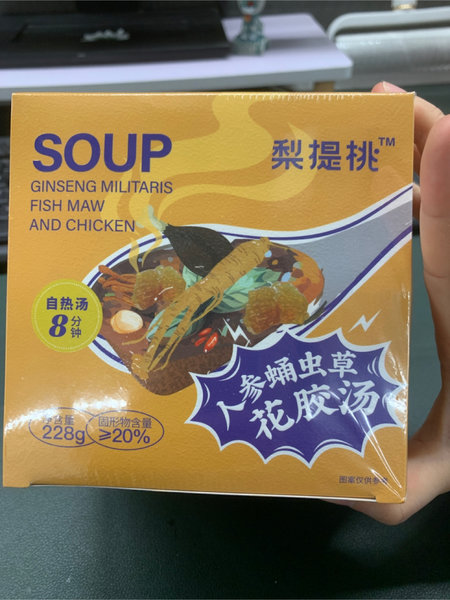 SOUP
梨提桃™
GINSENG MILITARIS
FISH MAW
AND CHICKEN
自热汤
8分钟
人参蛹虫草
花胶汤
净含量
228g
固形物含量
≥20%
图案仅供参考